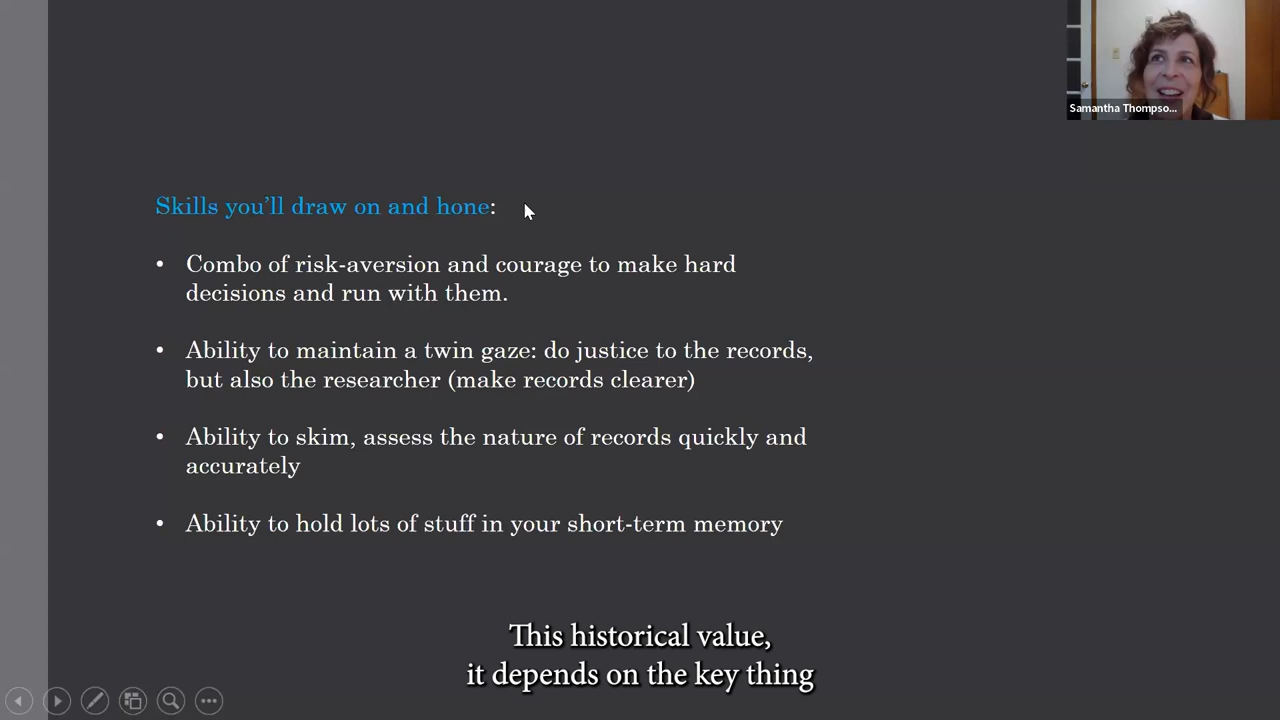 Samantha Thompso...
Skills you'll draw on and hone:
• Combo of risk-aversion and courage to make hard
decisions and run with them.
• Ability to maintain a twin gaze: do justice to the records,
but also the researcher (make records clearer)
• Ability to skim, assess the nature of records quickly and
accurately
• Ability to hold lots of stuff in your short-term memory
This historical value,
it depends on the key thing